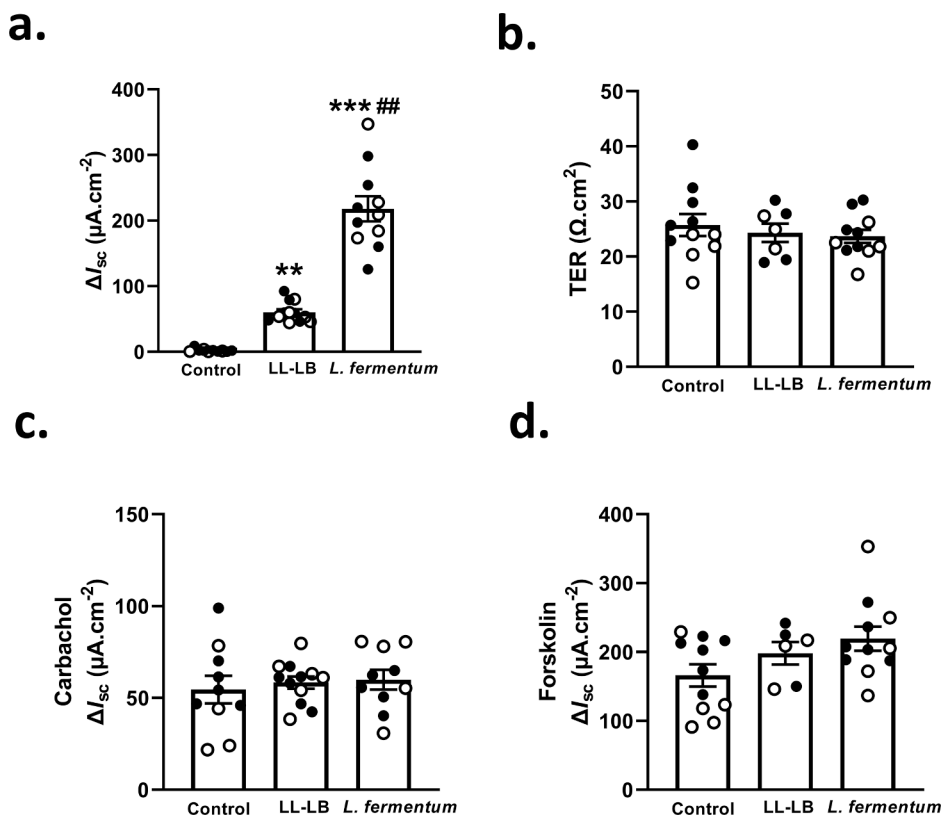 a.
ΔIsc (µA.cm-2)
400
300
200
100
0
** 
*** ##
Control LL-LB L. fermentum
b.
TER (Ω.cm2)
50
40
30
20
10
0
Control LL-LB L. fermentum
c.
Carbachol
ΔIsc (µA.cm-2)
150
100
50
0
Control LL-LB L. fermentum
d.
Forskolin
ΔIsc (µA.cm-2)
400
300
200
100
0
Control LL-LB L. fermentum